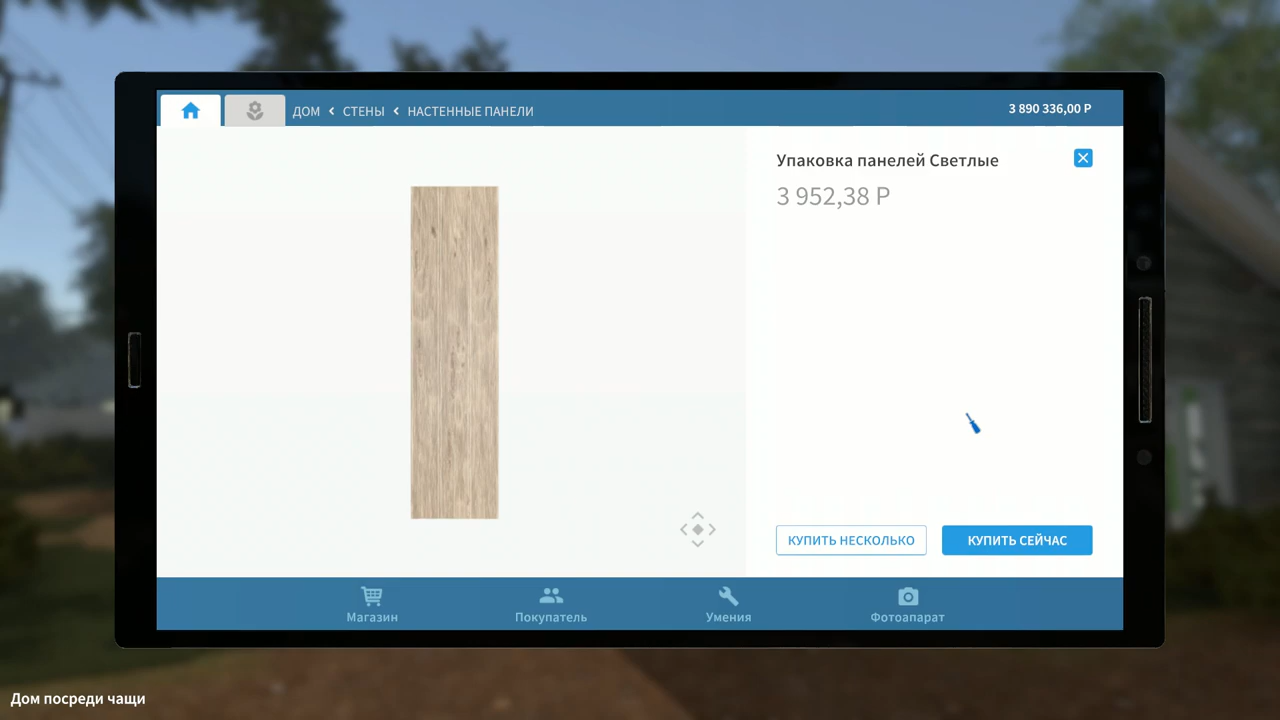 ДОМ < СТЕНЫ < НАСТЕННЫЕ ПАНЕЛИ
3 890 336,00 Р
Упаковка панелей Светлые
3 952,38 Р
КУПИТЬ НЕСКОЛЬКО
КУПИТЬ СЕЙЧАС
Магазин
Покупатель
Умения
Фотоаппарат
Дом посреди чащи